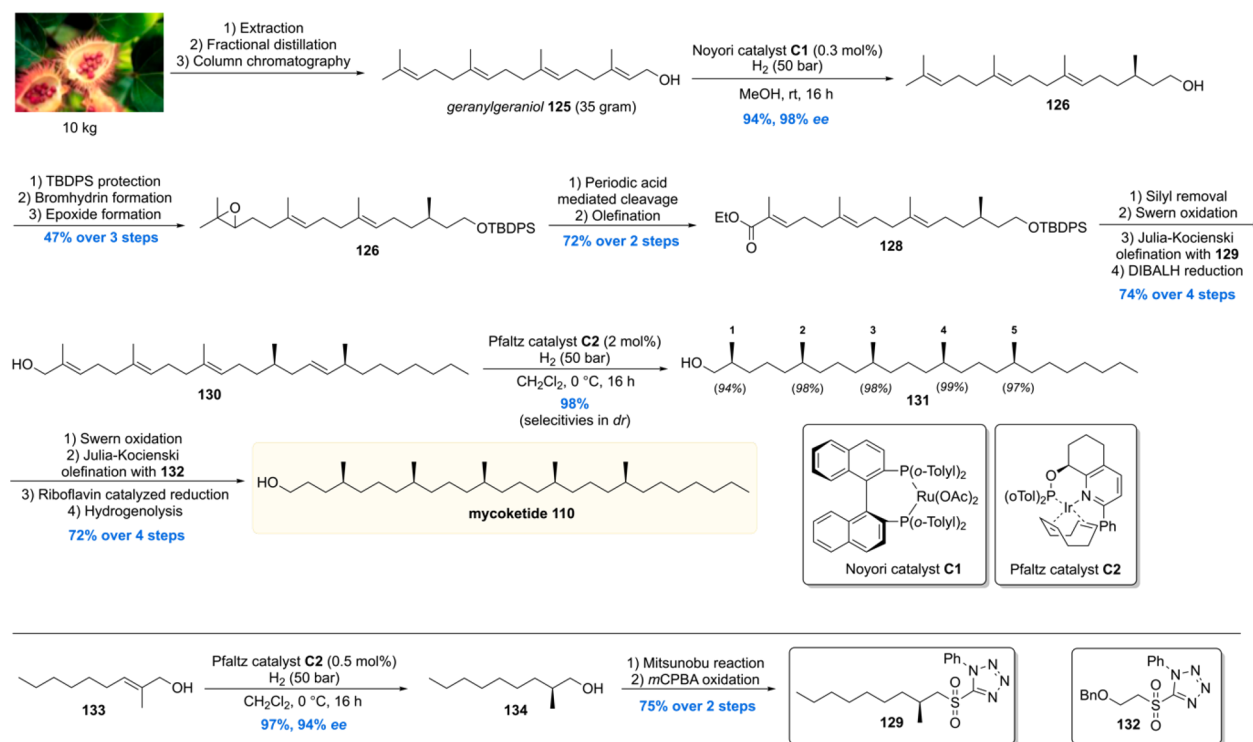 1) Extraction
2) Fractional distillation
3) Column chromatography
10 kg
OH
geranylgeraniol 125 (35 gram)
Noyori catalyst C1 (0.3 mol%)
H2 (50 bar)
MeOH, rt, 16 h
94%, 98% ee
OH
126
1) TBDPS protection
2) Bromhydrin formation
3) Epoxide formation
47% over 3 steps
O
OTBDPS
126
1) Periodic acid
mediated cleavage
2) Olefination
72% over 2 steps
EtO
O
OTBDPS
128
1) Silyl removal
2) Swern oxidation
3) Julia-Kocienski
olefination with 129
4) DIBALH reduction
74% over 4 steps
HO
130
Pfaltz catalyst C2 (2 mol%)
H2 (50 bar)
CH2Cl2, 0 °C, 16 h
98%
(selecitivies in dr)
1 2 3 4 5
HO
(94%) (98%) (98%) (99%) (97%)
131
1) Swern oxidation
2) Julia-Kocienski
olefination with 132
3) Riboflavin catalyzed reduction
4) Hydrogenolysis
72% over 4 steps
HO
mycoketide 110
P(o-Tolyl)2
Ru(OAc)2
P(o-Tolyl)2
Noyori catalyst C1
O
(oTol)2P
N
Ir
Ph
Pfaltz catalyst C2
OH
133
Pfaltz catalyst C2 (0.5 mol%)
H2 (50 bar)
CH2Cl2, 0 °C, 16 h
97%, 94% ee
OH
134
1) Mitsunobu reaction
2) mCPBA oxidation
75% over 2 steps
Ph
N N
N
S N
O O
129
Ph
N N
BnO
N
S N
O O
132